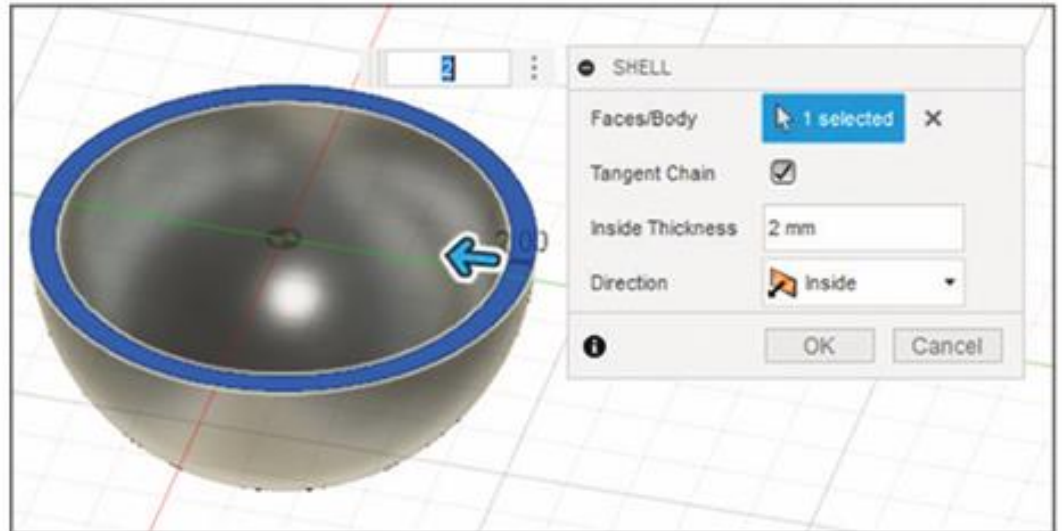 2
SHELL
Faces/Body 1 selected
Tangent Chain
Inside Thickness 2 mm
Direction Inside
OK Cancel